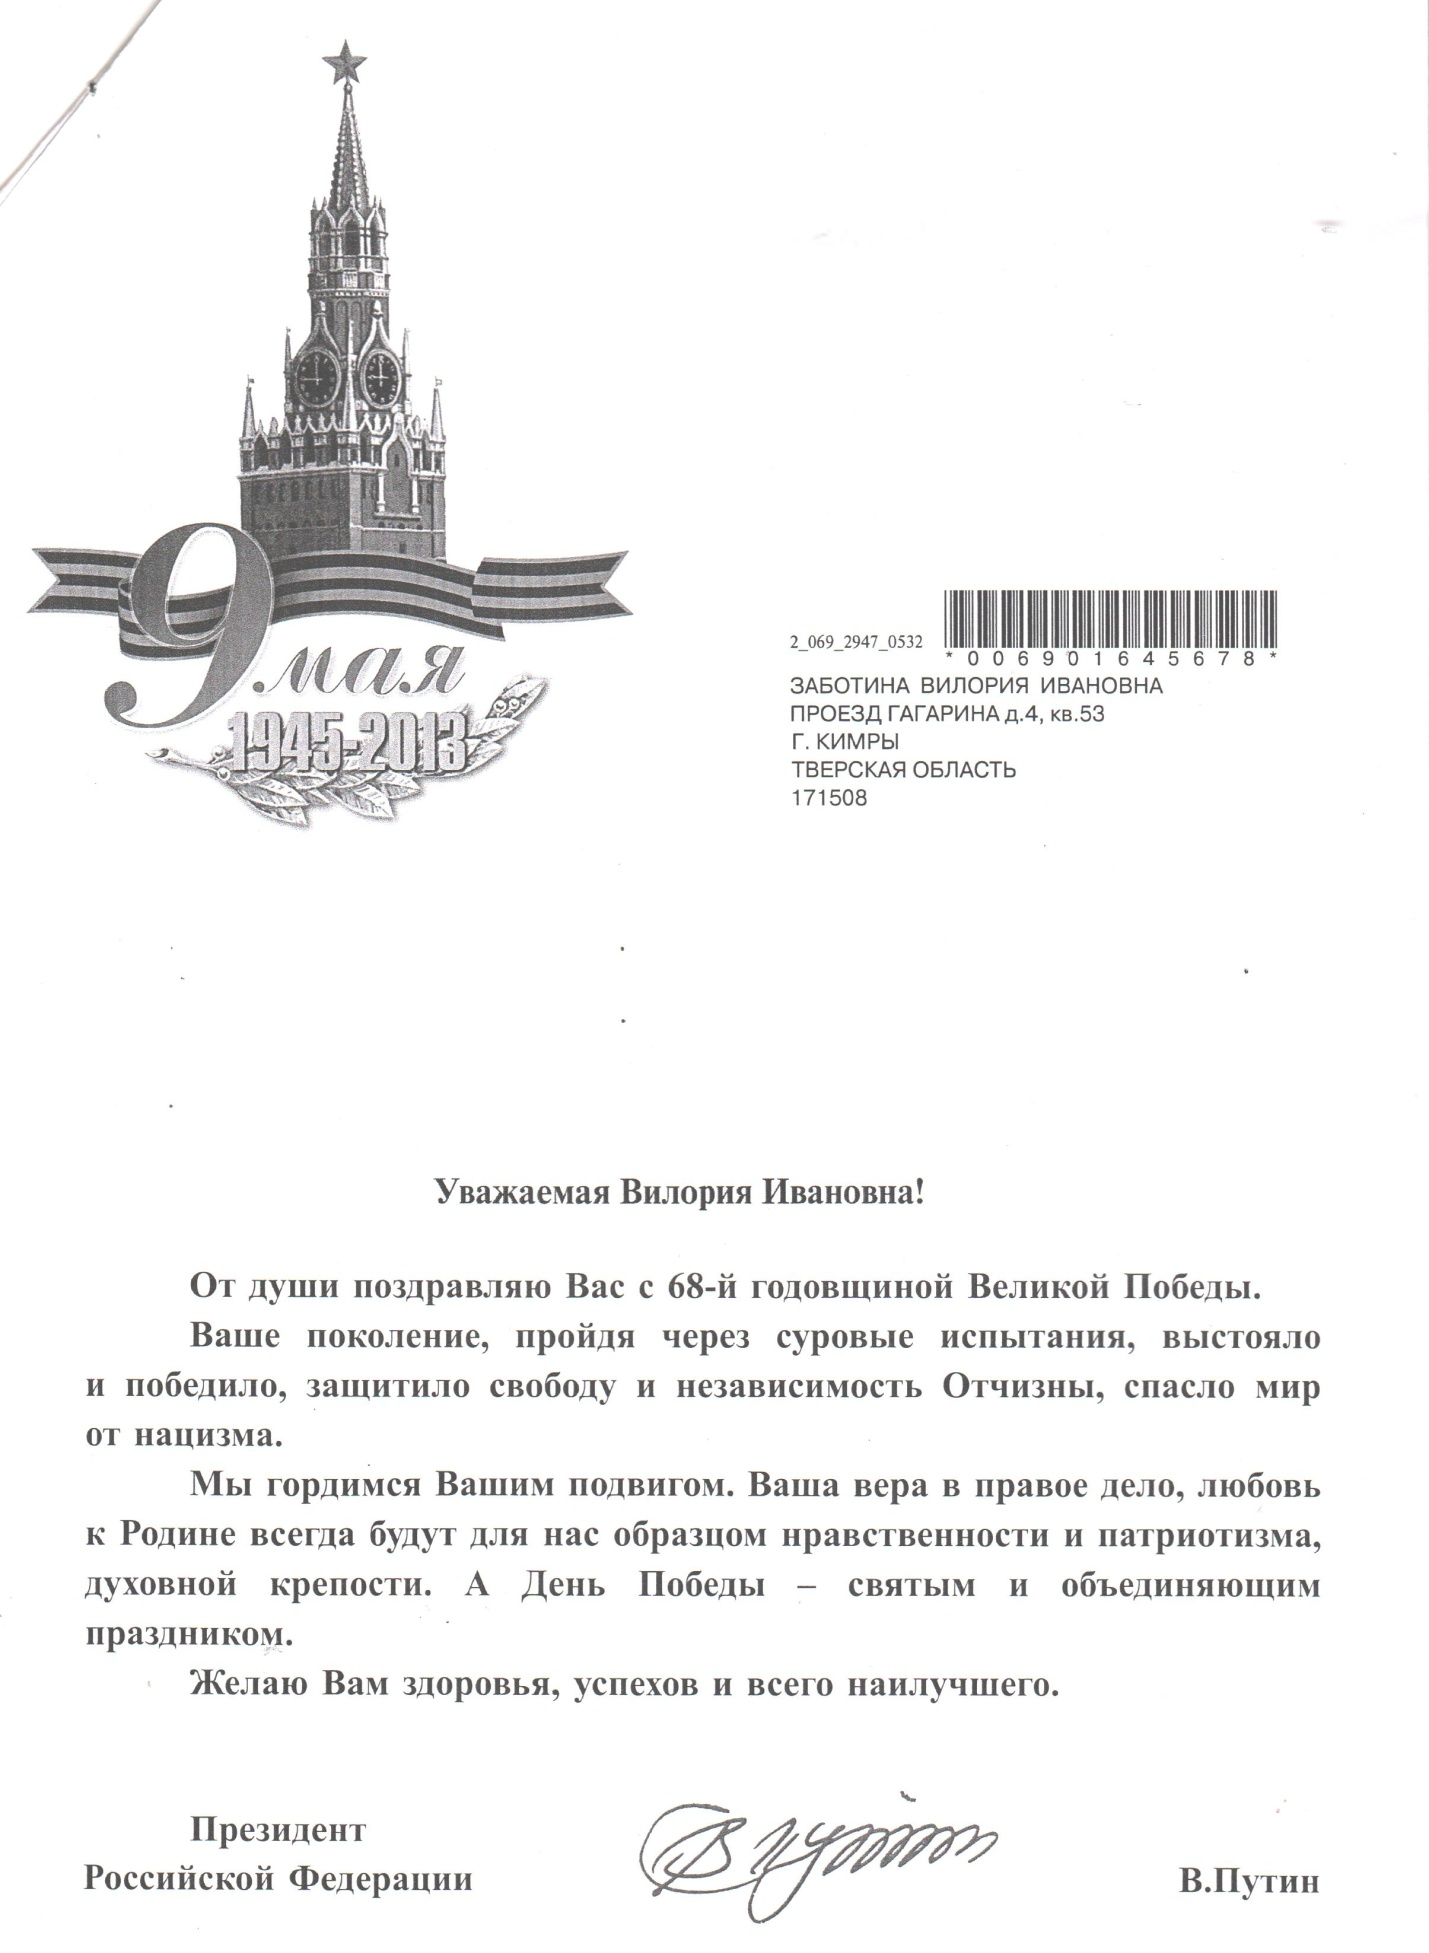 9 мая
1945-2013
2_069_2947_0532
*006901645678*
ЗАБОТИНА ВИЛОРИЯ ИВАНОВНА
ПРОЕЗД ГАГАРИНА д.4, кв.53
Г. КИМРЫ
ТВЕРСКАЯ ОБЛАСТЬ
171508
Уважаемая Вилория Ивановна!
От души поздравляю Вас с 68-й годовщиной Великой Победы.
Ваше поколение, пройдя через суровые испытания, выстояло
и победило, защитило свободу и независимость Отчизны, спасло мир
от нацизма.
Мы гордимся Вашим подвигом. Ваша вера в правое дело, любовь
к Родине всегда будут для нас образцом нравственности и патриотизма,
духовной крепости. А День Победы – святым и объединяющим
праздником.
Желаю Вам здоровья, успехов и всего наилучшего.
Президент
Российской Федерации
В.Путин